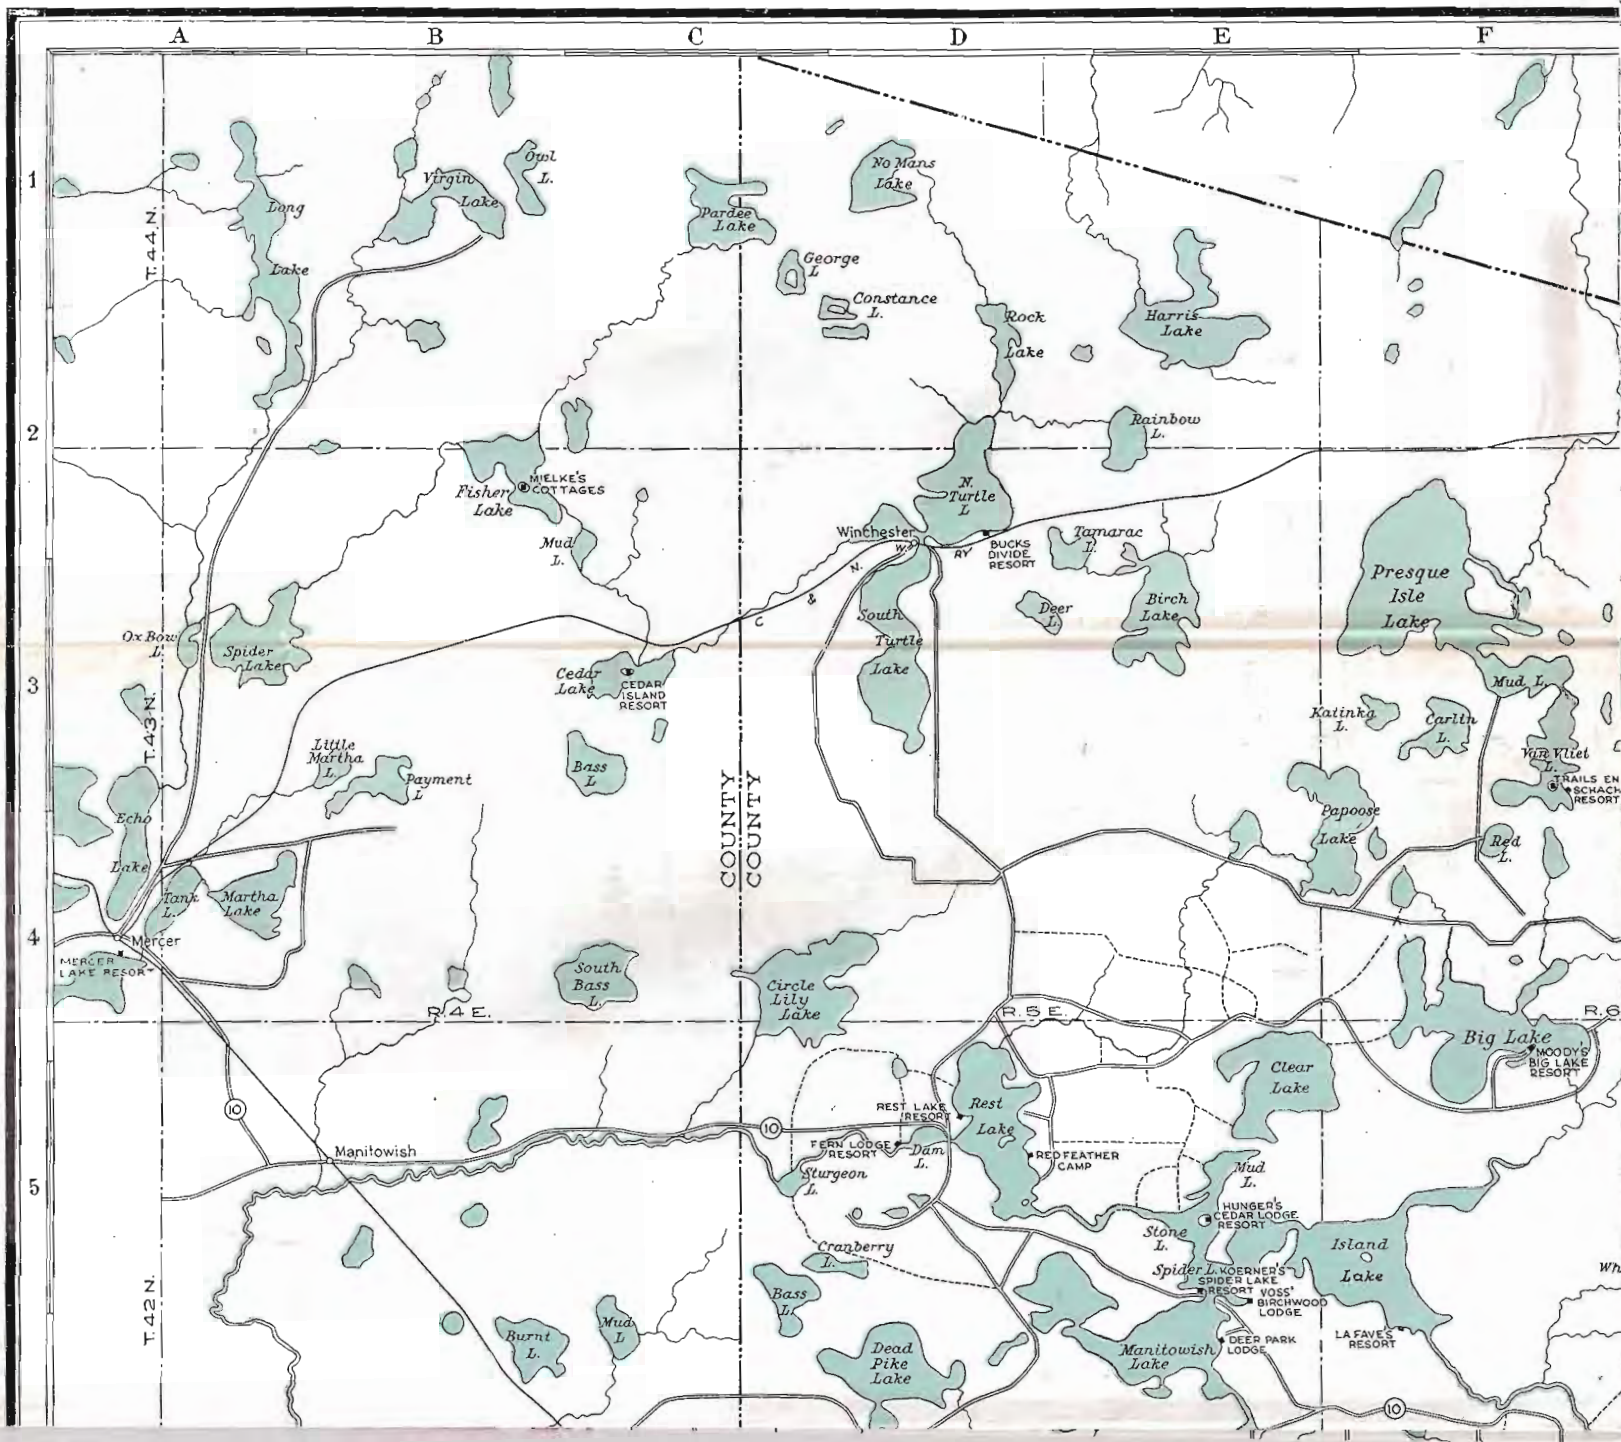 A B C D E F
1
2
3
4
5
T. 44 N.
T. 43 N.
T. 42 N
Owl
L.
Virgin
Lake
Long
Lake
Pardee
Lake
No Mans
Lake
George
L
Constance
L.
Rock
Lake
Harris
Lake
Rainbow
L.
MIELKE'S
COTTAGES
Fisher
Lake
Mud
L.
N.
Turtle
L
Winchester
C
&
N.
W.
RY
BUCKS
DIVIDE
RESORT
Tamarac
L.
Deer
L.
Birch
Lake
Presque
Isle
Lake
South
Turtle
Lake
Ox Bow
L
Spider
Lake
Cedar
Lake
CEDAR
ISLAND
RESORT
Mud L.
Katinka
L.
Carlin
L.
Van Vliet
L.
TRAILS EN
SCHACH
RESORT
Little
Martha
L.
Payment
L
Bass
L
COUNTY
COUNTY
Papoose
Lake
Red
L.
Echo
Lake
Tank
L.
Martha
Lake
Mercer
MERCER
LAKE RESORT
South
Bass
L.
Circle
Lily
Lake
R. 4 E.
R. 5 E.
R. 6
Big Lake
MOODY'S
BIG LAKE
RESORT
Clear
Lake
10
Manitowish
10
REST LAKE
RESORT
Rest
Lake
FERN LODGE
RESORT
Dam
L.
RED FEATHER
CAMP
Sturgeon
L.
Mud
L.
HUNGER'S
CEDAR LODGE
RESORT
Stone
L.
Island
Lake
Cranberry
L.
Spider L.
KOERNER'S
SPIDER LAKE
RESORT
VOSS'
BIRCHWOOD
LODGE
Wh
Bass
L
Burnt
L.
Mud
L
Dead
Pike
Lake
Manitowish
Lake
DEER PARK
LODGE
LA FAVE'S
RESORT
10